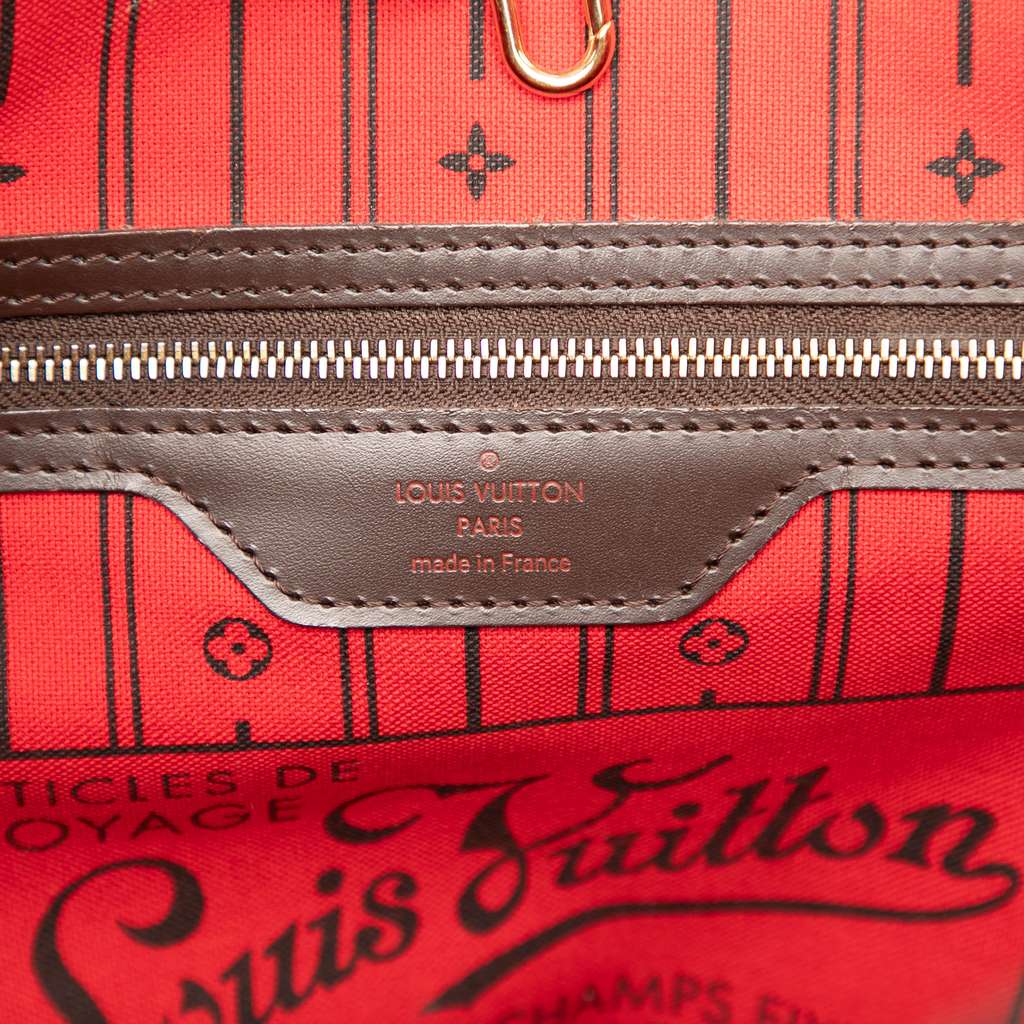 LOUIS VUITTON
PARIS
made in France
TICLES DE
OYAGE
Louis Vuitton
CHAMPS